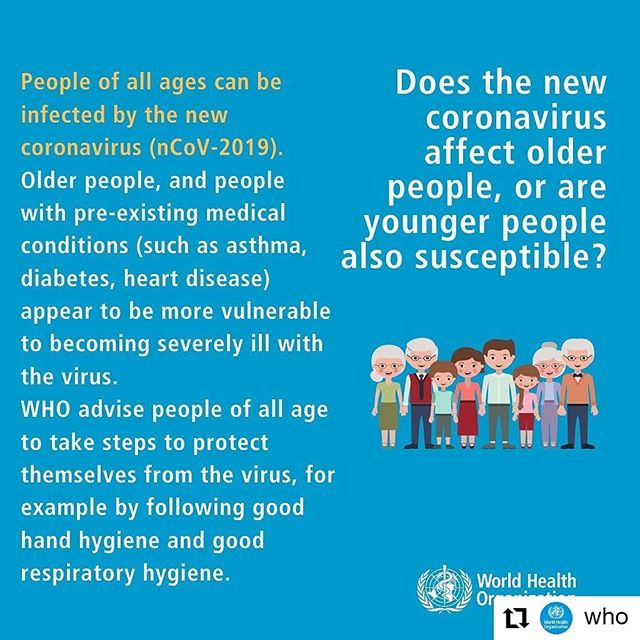 Does the new
coronavirus
affect older
people, or are
younger people
also susceptible?
People of all ages can be
infected by the new
coronavirus (nCoV-2019).
Older people, and people
with pre-existing medical
conditions (such as asthma,
diabetes, heart disease)
appear to be more vulnerable
to becoming severely ill with
the virus.
WHO advise people of all age
to take steps to protect
themselves from the virus, for
example by following good
hand hygiene and good
respiratory hygiene.
World Health
Organization
World Health
Organization
who